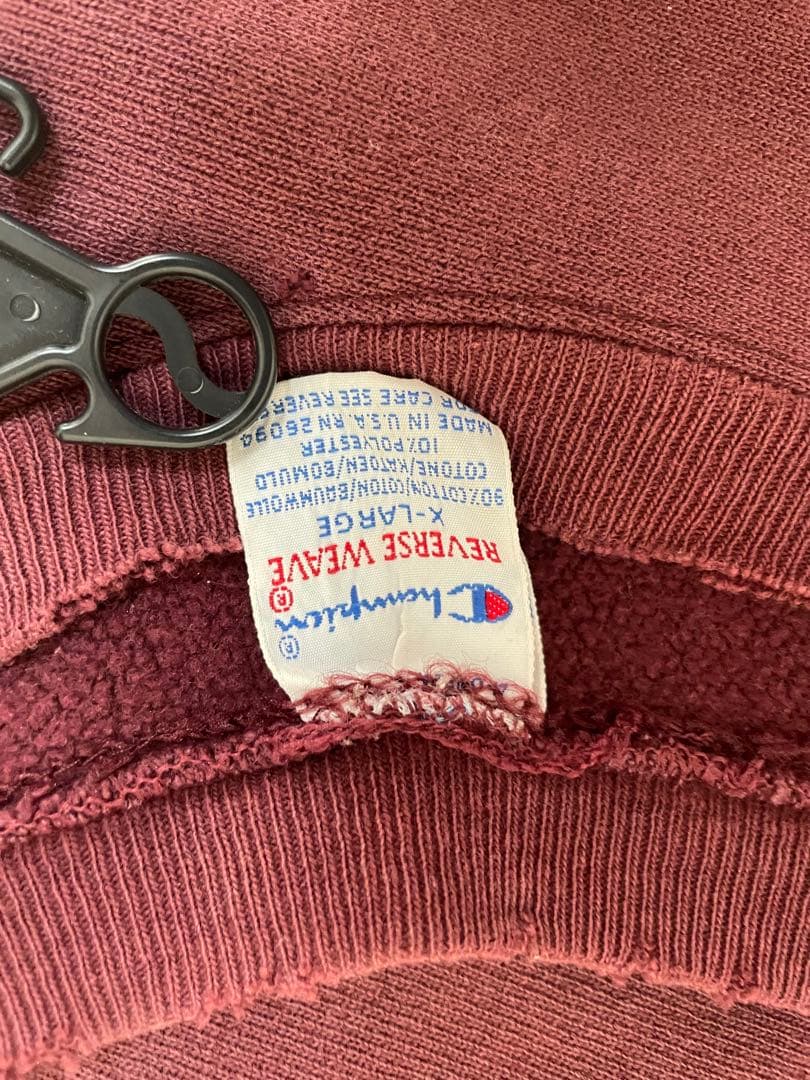 Champion®
REVERSE WEAVE®
X-LARGE
90% COTTON/COTON/BAUMWOLLE
COTONE/KATOEN/BOMULD
10% POLYESTER
MADE IN U.S.A. RN 26094
FOR CARE SEE REVERSE